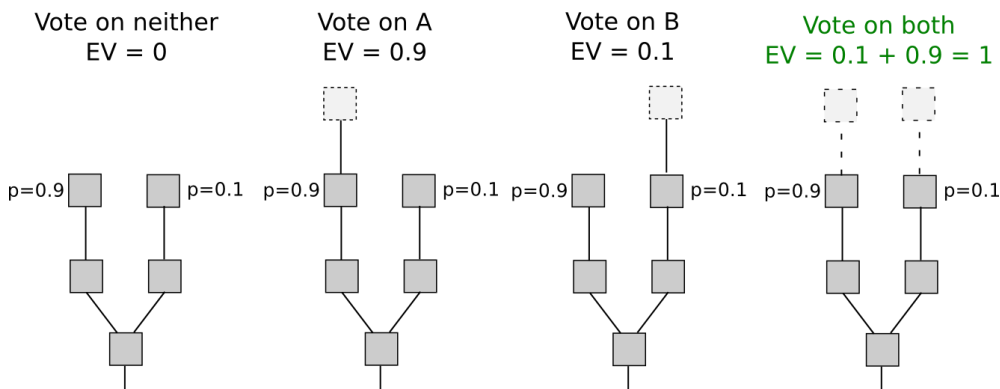 Vote on neither
EV = 0
p=0.9
p=0.1
Vote on A
EV = 0.9
p=0.9
p=0.1
Vote on B
EV = 0.1
p=0.9
p=0.1
Vote on both
EV = 0.1 + 0.9 = 1
p=0.9
p=0.1